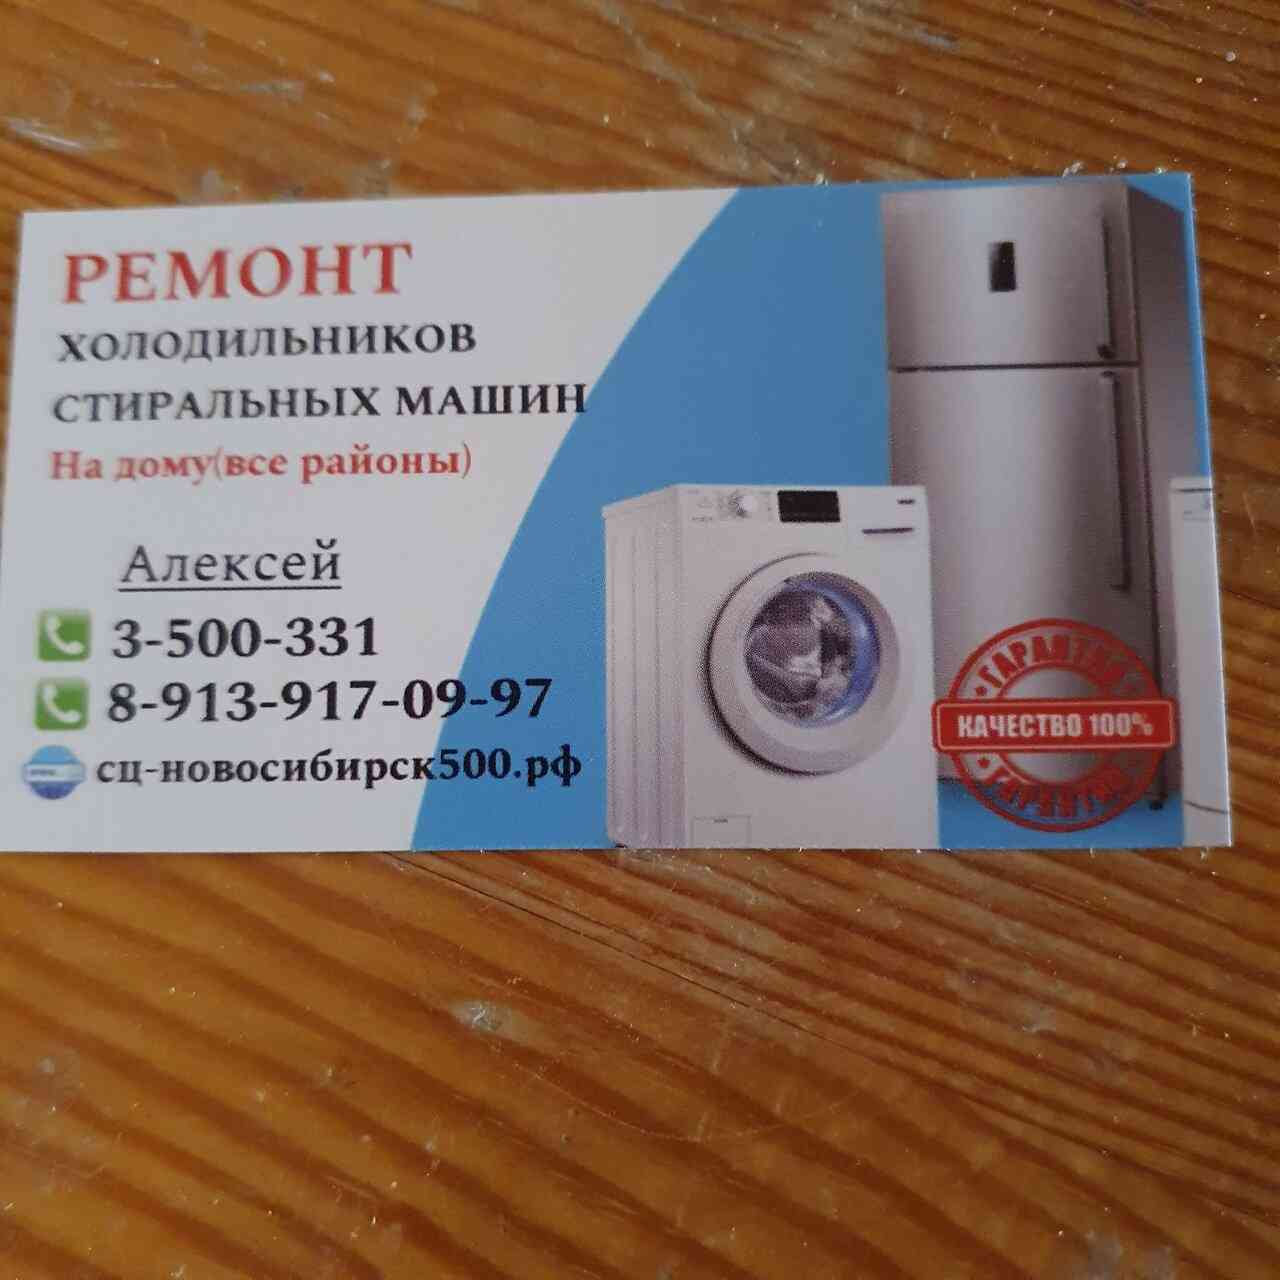 РЕМОНТ
ХОЛОДИЛЬНИКОВ
СТИРАЛЬНЫХ МАШИН
На дому(все районы)
Алексей
3-500-331
8-913-917-09-97
сц-новосибирск500.рф
ГАРАНТИЯ
КАЧЕСТВО 100%
ГАРАНТИЯ